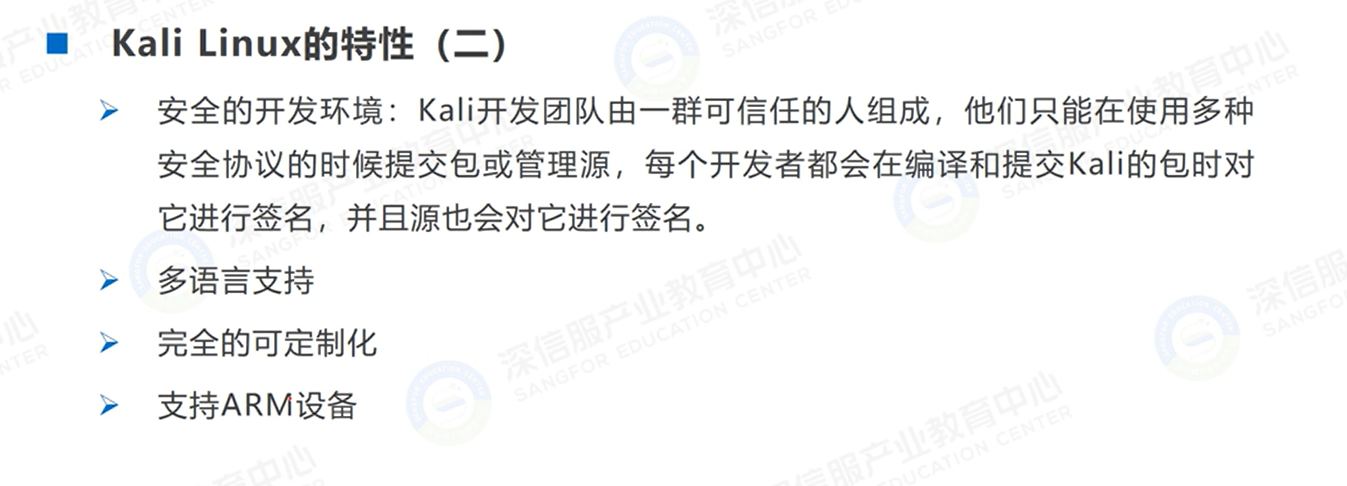 Kali Linux的特性（二）
安全的开发环境：Kali开发团队由一群可信任的人组成，他们只能在使用多种
安全协议的时候提交包或管理源，每个开发者都会在编译和提交Kali的包时对
它进行签名，并且源也会对它进行签名。
多语言支持
完全的可定制化
支持ARM设备
深信服产业教育中心
SANGFOR EDUCATION CENTER